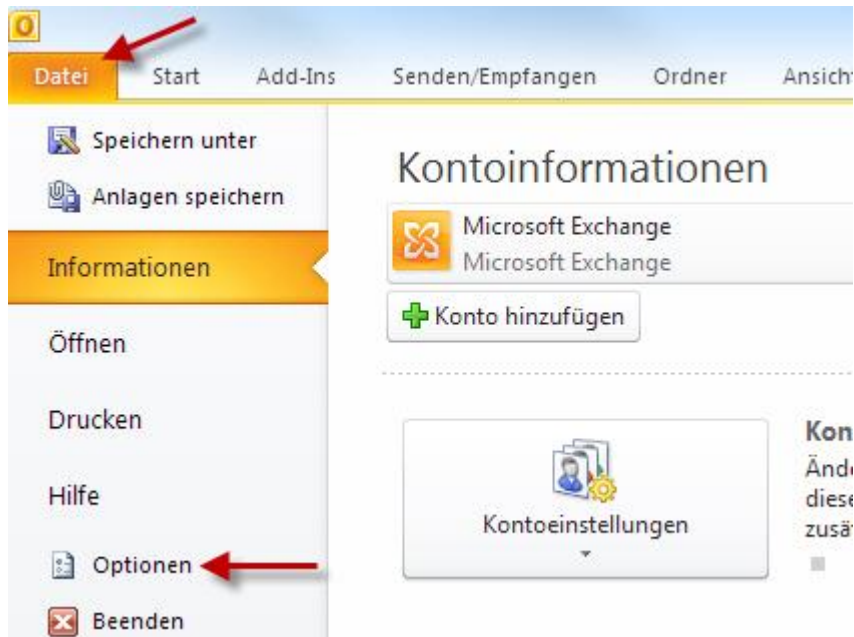 Datei Start Add-Ins Senden/Empfangen Ordner
Speichern unter
Anlagen speichern
Informationen
Öffnen
Drucken
Hilfe
Optionen
Beenden
Kontoinformationen
Microsoft Exchange
Microsoft Exchange
Konto hinzufügen
Kontoeinstellungen